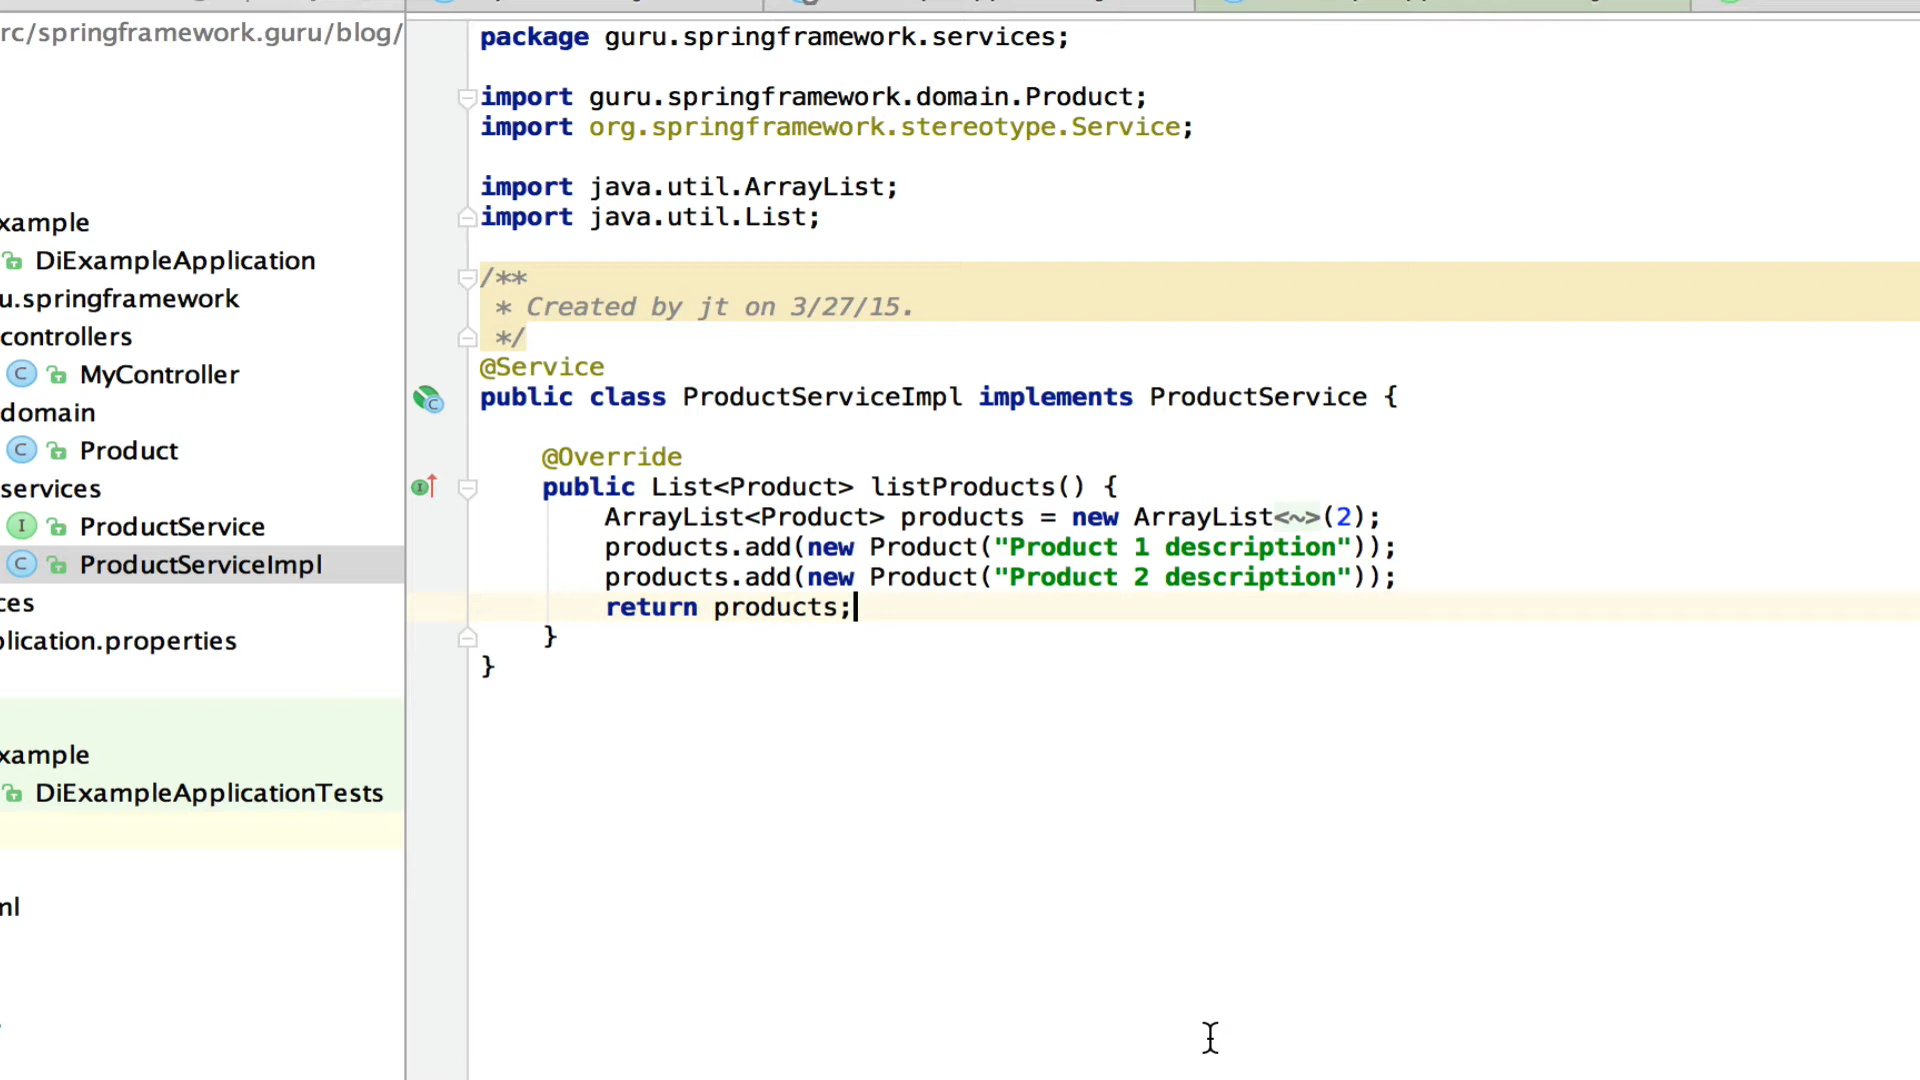 rc/springframework.guru/blog/
xample
DiExampleApplication
u.springframework
controllers
C MyController
domain
C Product
services
I ProductService
C ProductServiceImpl
ces
plication.properties
xample
DiExampleApplicationTests
ml
package guru.springframework.services;
import guru.springframework.domain.Product;
import org.springframework.stereotype.Service;
import java.util.ArrayList;
import java.util.List;
/**
* Created by jt on 3/27/15.
*/
@Service
public class ProductServiceImpl implements ProductService {
@Override
public List<Product> listProducts() {
ArrayList<Product> products = new ArrayList<~>(2);
products.add(new Product("Product 1 description"));
products.add(new Product("Product 2 description"));
return products;
}
}